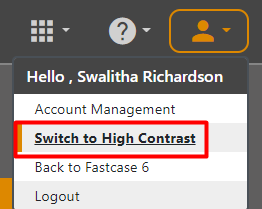 Hello , Swalitha Richardson
Account Management
Switch to High Contrast
Back to Fastcase 6
Logout